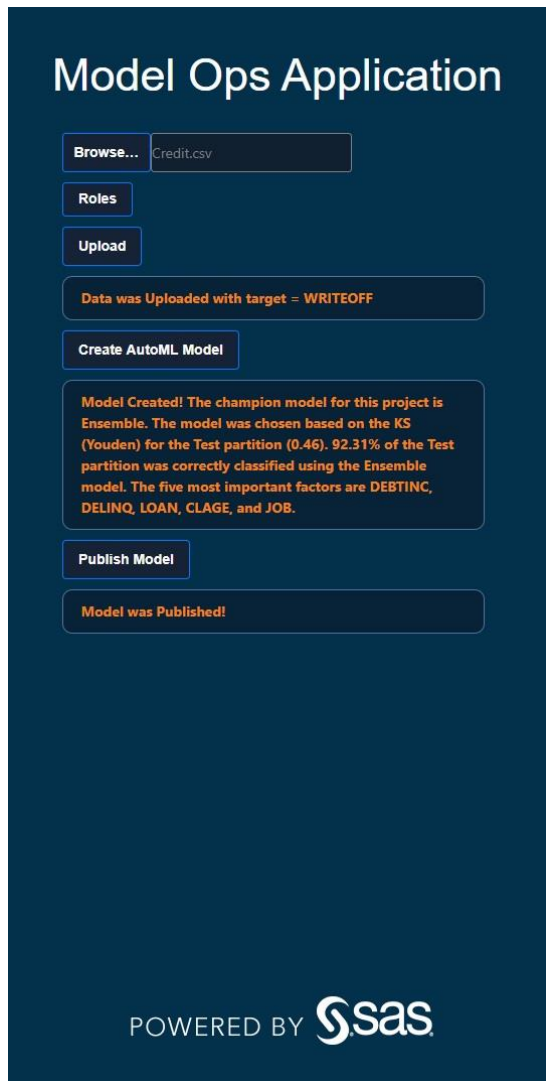 Model Ops Application
Browse... Credit.csv
Roles
Upload
Data was Uploaded with target = WRITEOFF
Create AutoML Model
Model Created! The champion model for this project is
Ensemble. The model was chosen based on the KS
(Youden) for the Test partition (0.46). 92.31% of the Test
partition was correctly classified using the Ensemble
model. The five most important factors are DEBTINC,
DELINQ, LOAN, CLAGE, and JOB.
Publish Model
Model was Published!
POWERED BY sas